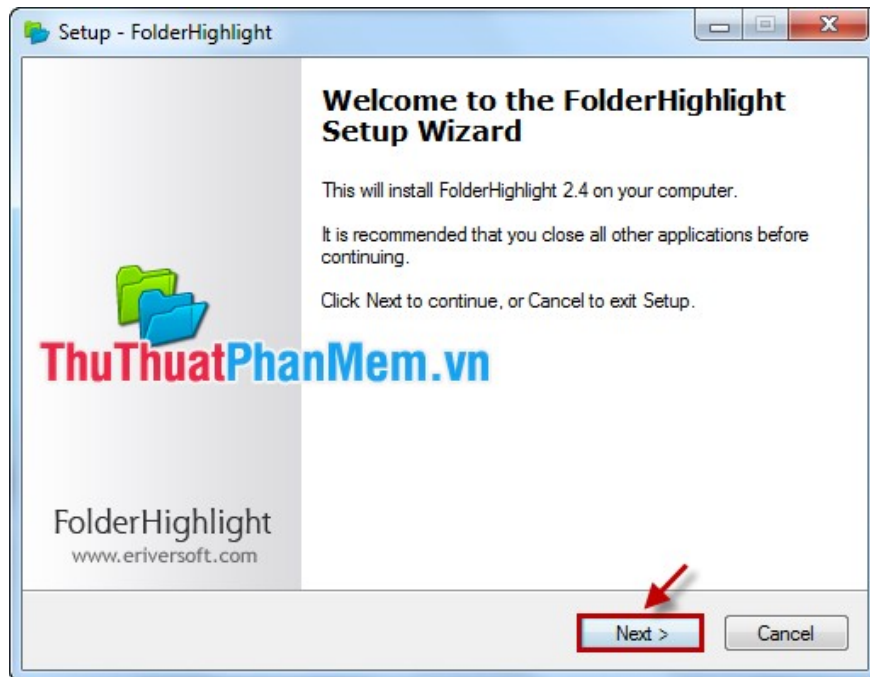 Setup - FolderHighlight
Welcome to the FolderHighlight
Setup Wizard
This will install FolderHighlight 2.4 on your computer.
It is recommended that you close all other applications before
continuing.
Click Next to continue, or Cancel to exit Setup.
ThuThuatPhanMem.vn
FolderHighlight
www.eriversoft.com
Next >
Cancel